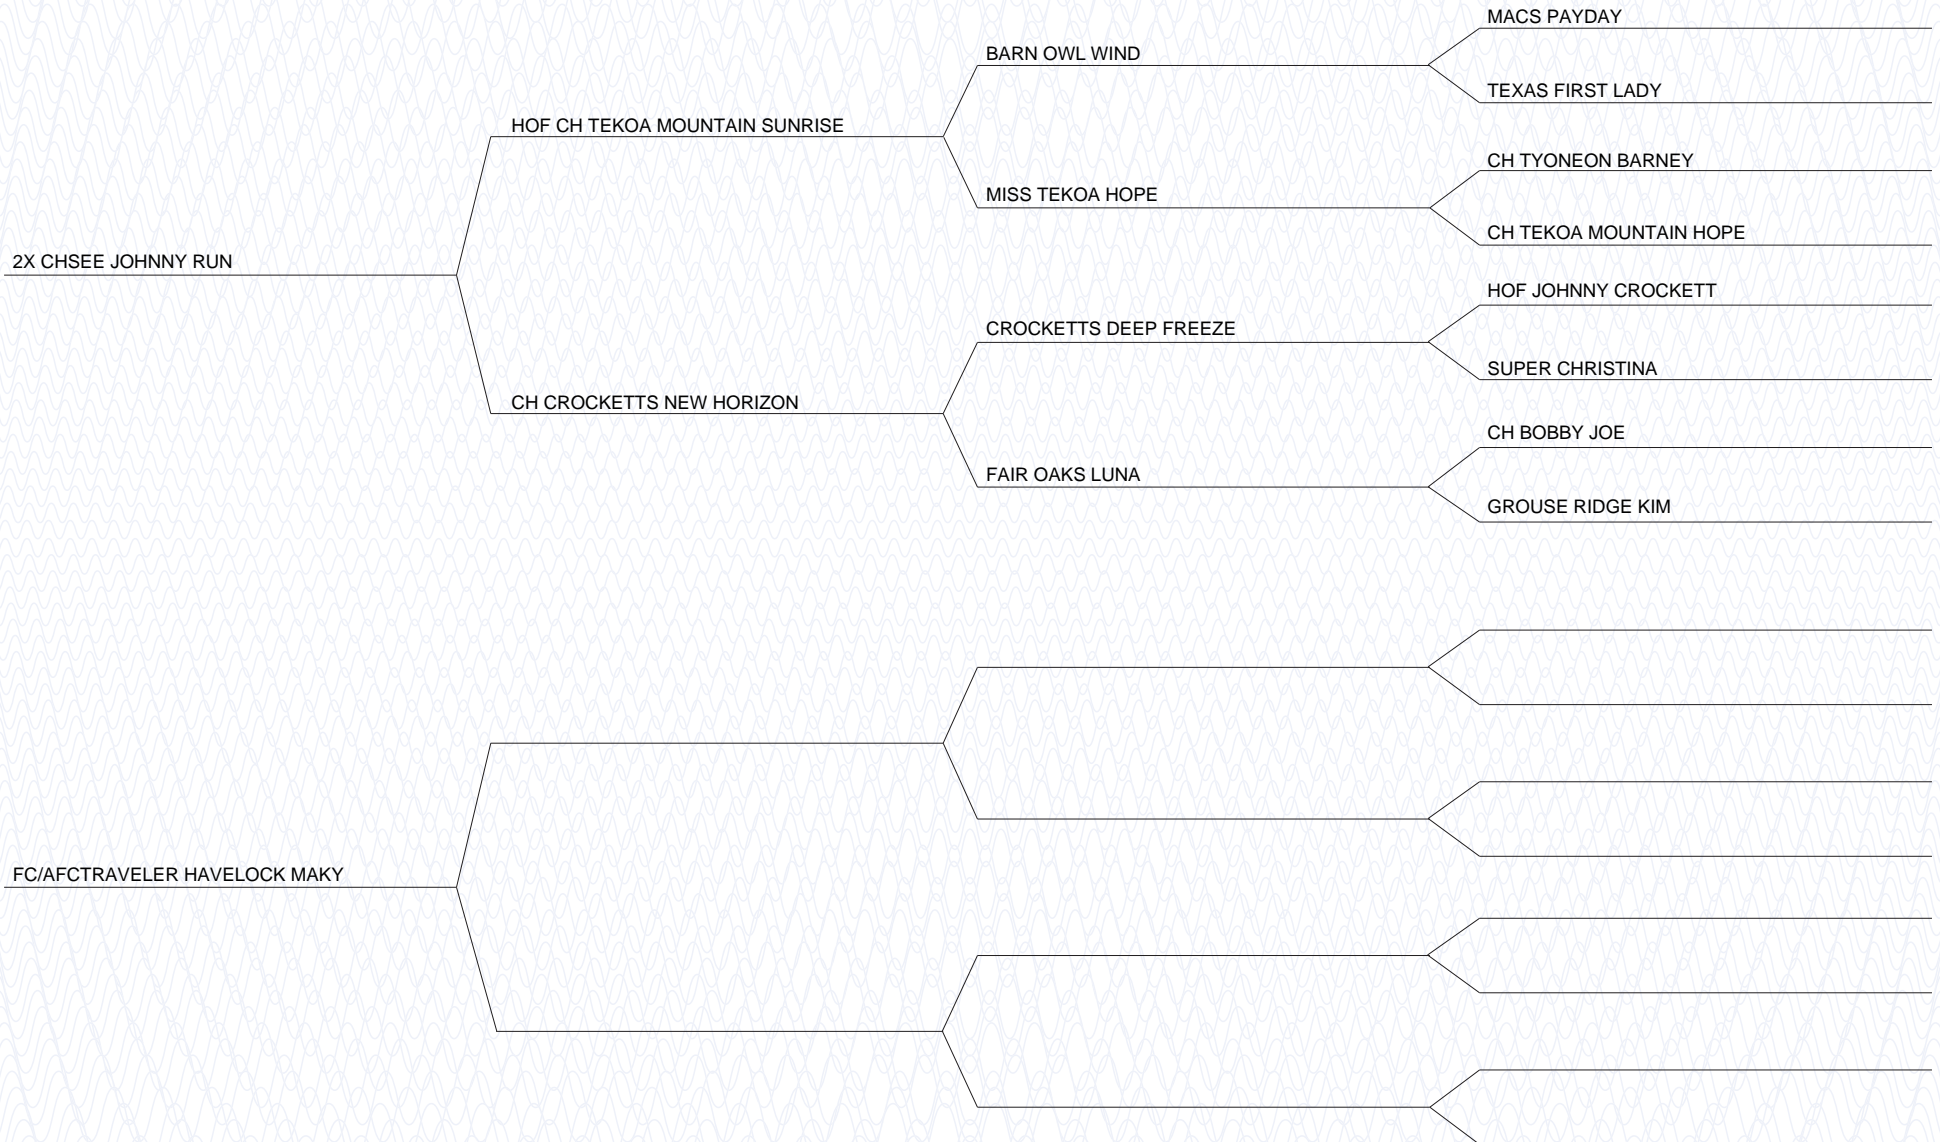 MACS PAYDAY
BARN OWL WIND
TEXAS FIRST LADY
HOF CH TEKOA MOUNTAIN SUNRISE
CH TYONEON BARNEY
MISS TEKOA HOPE
CH TEKOA MOUNTAIN HOPE
2X CHSEE JOHNNY RUN
HOF JOHNNY CROCKETT
CROCKETTS DEEP FREEZE
SUPER CHRISTINA
CH CROCKETTS NEW HORIZON
CH BOBBY JOE
FAIR OAKS LUNA
GROUSE RIDGE KIM
FC/AFCTRAVELER HAVELOCK MAKY